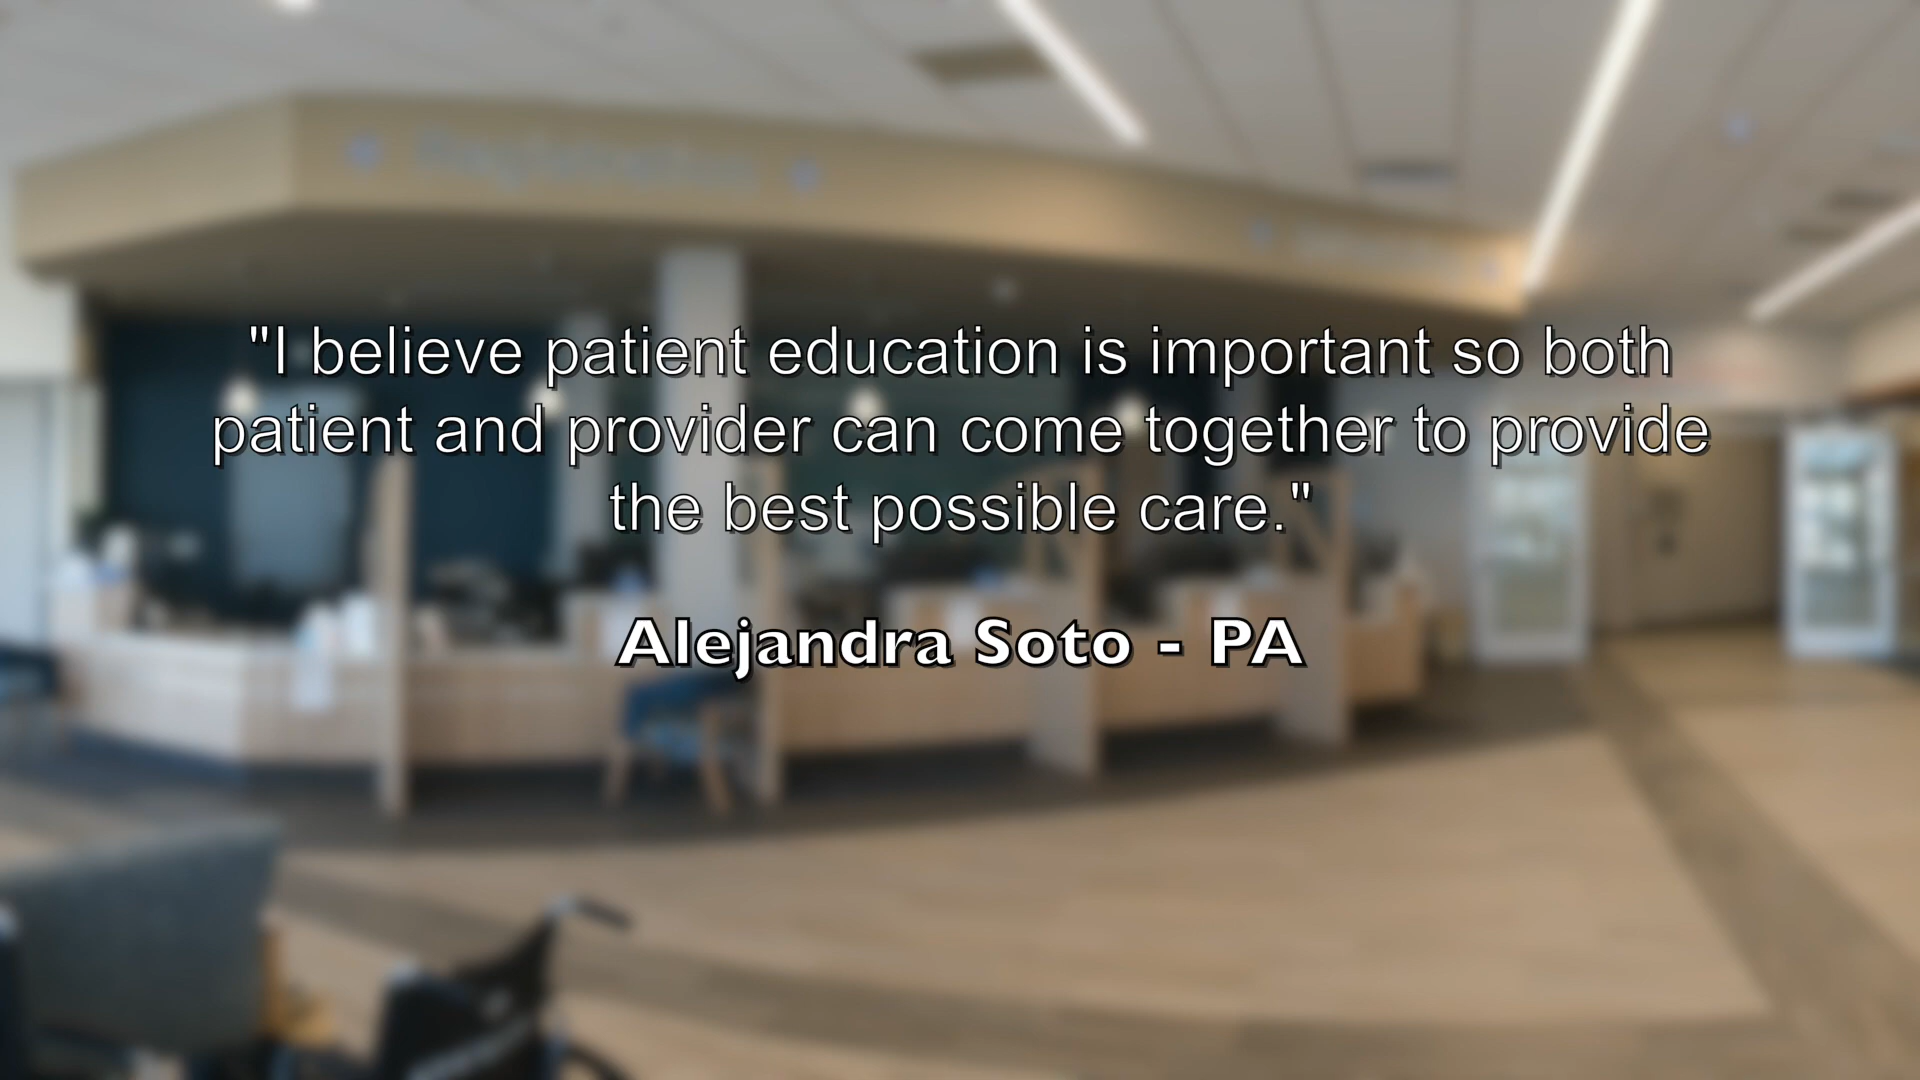 "I believe patient education is important so both
patient and provider can come together to provide
the best possible care."
Alejandra Soto - PA